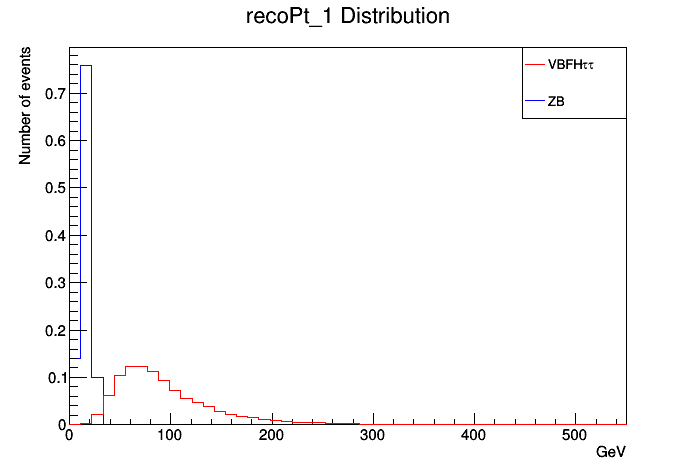 recoPt_1 Distribution
Number of events
VBFHττ
ZB
0.7
0.6
0.5
0.4
0.3
0.2
0.1
0
0 100 200 300 400 500
GeV